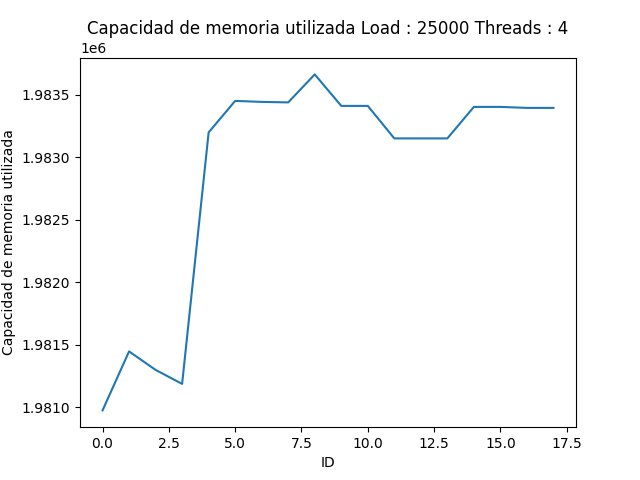 Capacidad de memoria utilizada Load : 25000 Threads : 4
1e6
1.9835
1.9830
1.9825
1.9820
1.9815
1.9810
Capacidad de memoria utilizada
0.0 2.5 5.0 7.5 10.0 12.5 15.0 17.5
ID